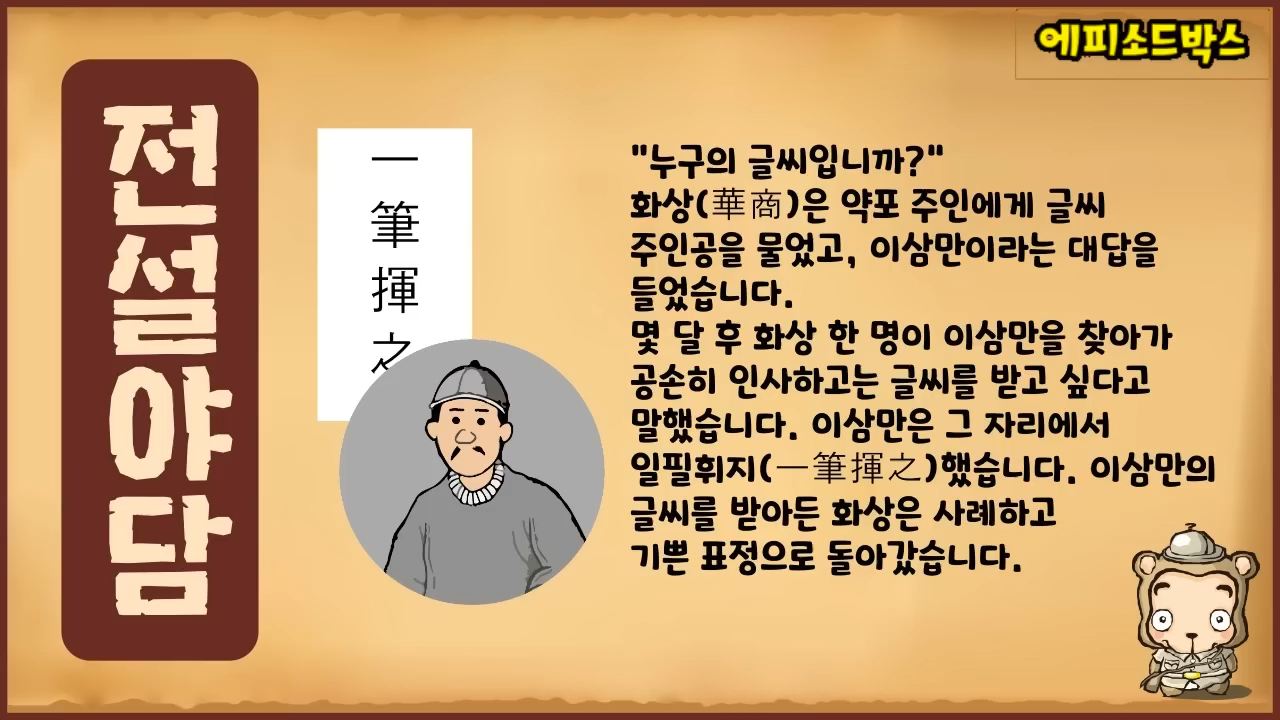 에피소드박스
전설야담
一筆揮之
"누구의 글씨입니까?"
화상(華商)은 약포 주인에게 글씨
주인공을 물었고, 이삼만이라는 대답을
들었습니다.
몇 달 후 화상 한 명이 이삼만을 찾아가
공손히 인사하고는 글씨를 받고 싶다고
말했습니다. 이삼만은 그 자리에서
일필휘지(一筆揮之)했습니다. 이삼만의
글씨를 받아든 화상은 사례하고
기쁜 표정으로 돌아갔습니다.